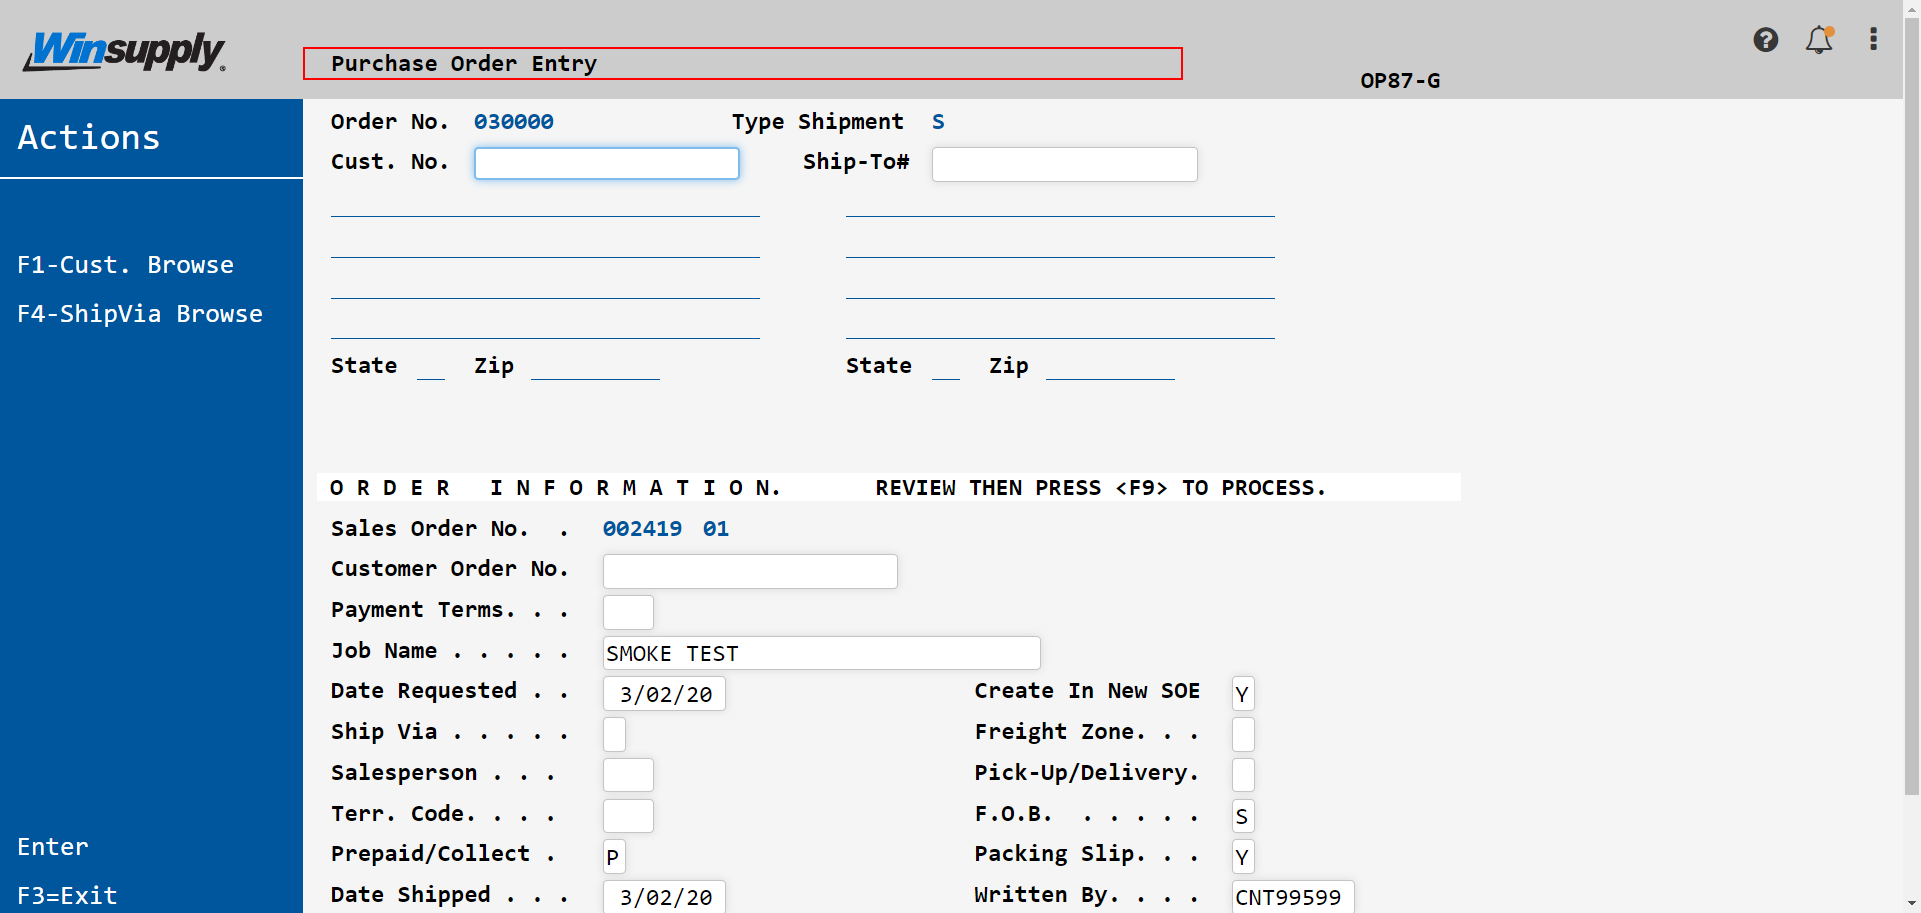 Winsupply®
Purchase Order Entry
OP87-G
Actions
F1-Cust. Browse
F4-ShipVia Browse
Enter
F3=Exit
Order No. 030000 Type Shipment S
Cust. No. Ship-To#
State __ Zip _________ State __ Zip _________
O R D E R   I N F O R M A T I O N. REVIEW THEN PRESS <F9> TO PROCESS.
Sales Order No. . 002419 01
Customer Order No.
Payment Terms. . .
Job Name . . . . . SMOKE TEST
Date Requested . . 3/02/20 Create In New SOE Y
Ship Via . . . . . Freight Zone. . .
Salesperson . . . Pick-Up/Delivery.
Terr. Code. . . . F.O.B. . . . . . S
Prepaid/Collect . P Packing Slip. . . Y
Date Shipped . . . 3/02/20 Written By. . . . CNT99599